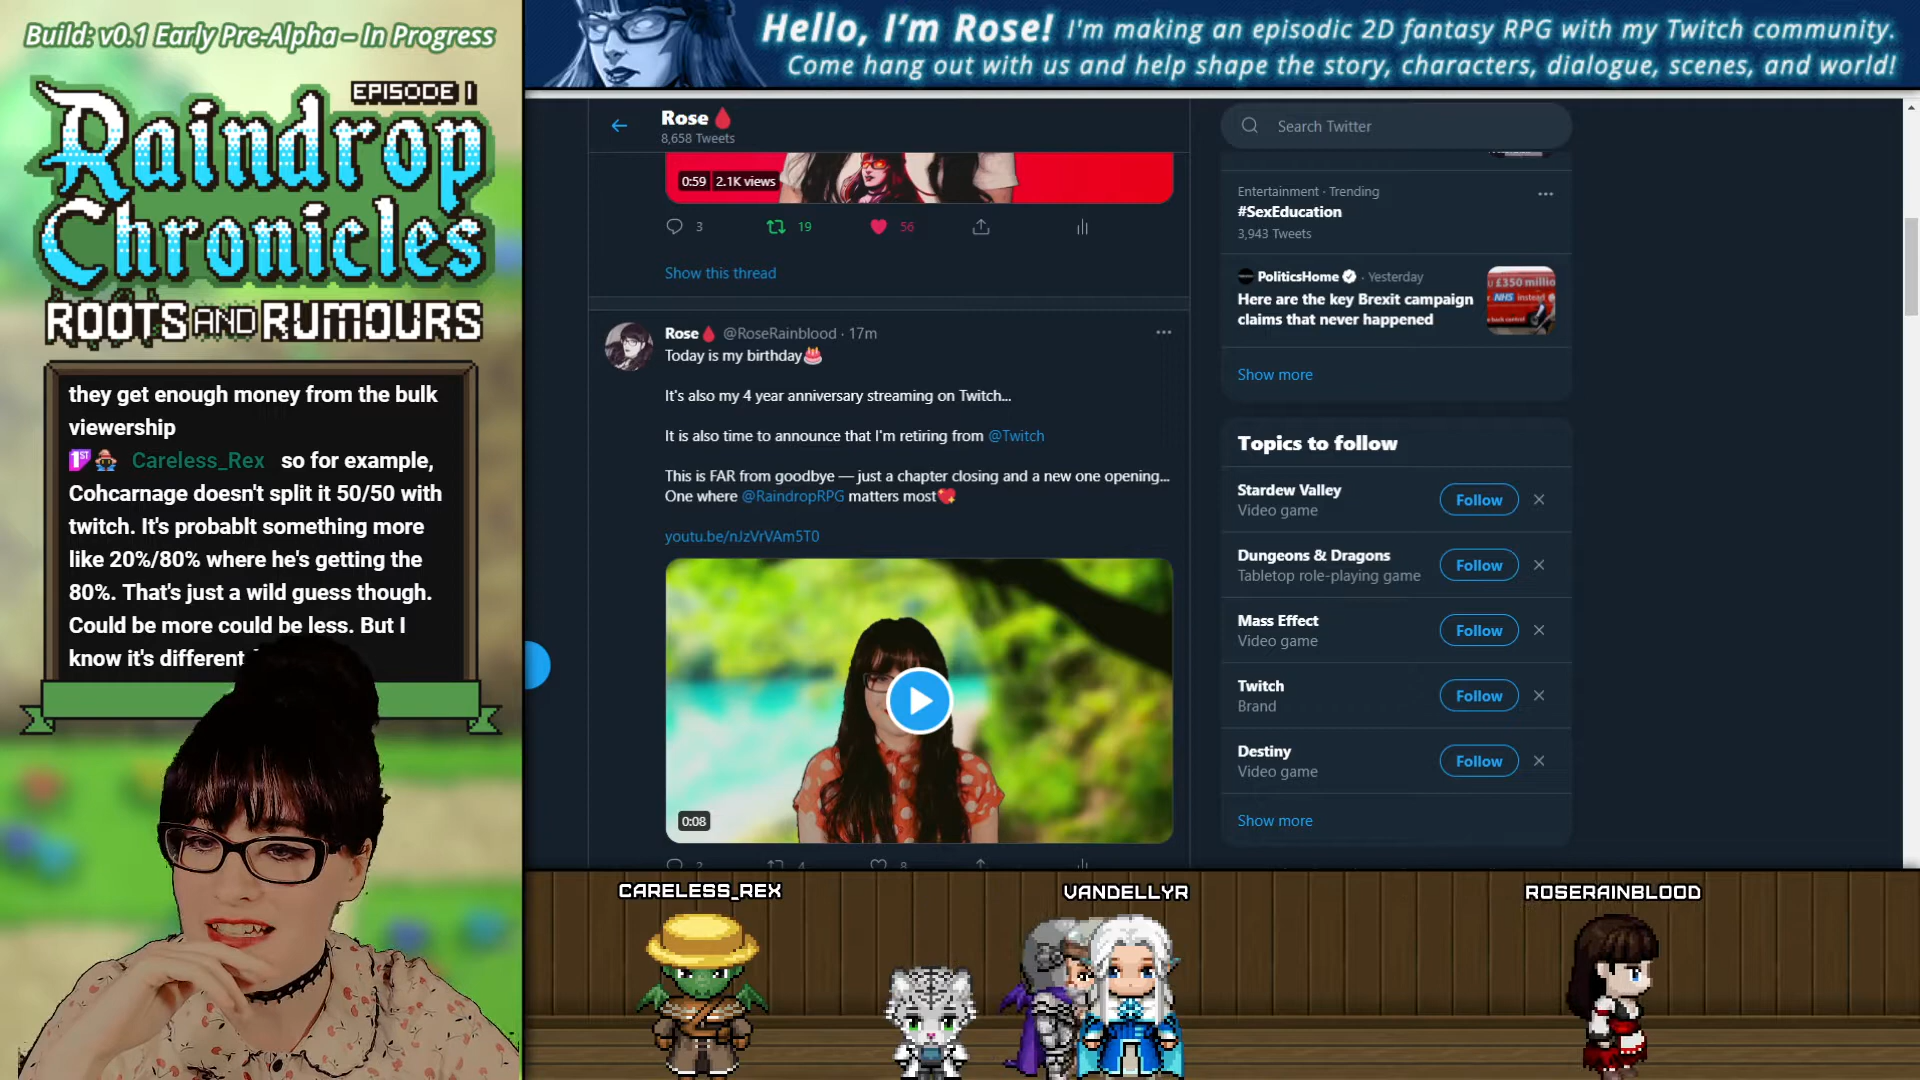 Build: v0.1 Early Pre-Alpha – In Progress
EPISODE I
Raindrop
Chronicles
ROOTS AND RUMOURS
they get enough money from the bulk
viewership
1ST Careless_Rex so for example,
Cohcarnage doesn't split it 50/50 with
twitch. It's probablt something more
like 20%/80% where he's getting the
80%. That's just a wild guess though.
Could be more could be less. But I
know it's different
Hello, I'm Rose! I'm making an episodic 2D fantasy RPG with my Twitch community.
Come hang out with us and help shape the story, characters, dialogue, scenes, and world!
Rose
8,658 Tweets
0:59 2.1K views
3 19 56
Show this thread
Rose @RoseRainblood · 17m
Today is my birthday
It's also my 4 year anniversary streaming on Twitch...
It is also time to announce that I'm retiring from @Twitch
This is FAR from goodbye — just a chapter closing and a new one opening...
One where @RaindropRPG matters most
youtu.be/nJzVrVAm5T0
0:08
Search Twitter
Entertainment · Trending
#SexEducation
3,943 Tweets
PoliticsHome · Yesterday
Here are the key Brexit campaign
claims that never happened
£350 millio
NHS instead
Show more
Topics to follow
Stardew Valley
Video game
Follow
Dungeons & Dragons
Tabletop role-playing game
Follow
Mass Effect
Video game
Follow
Twitch
Brand
Follow
Destiny
Video game
Follow
Show more
CARELESS_REX
VANDELLYR
ROSERAINBLOOD